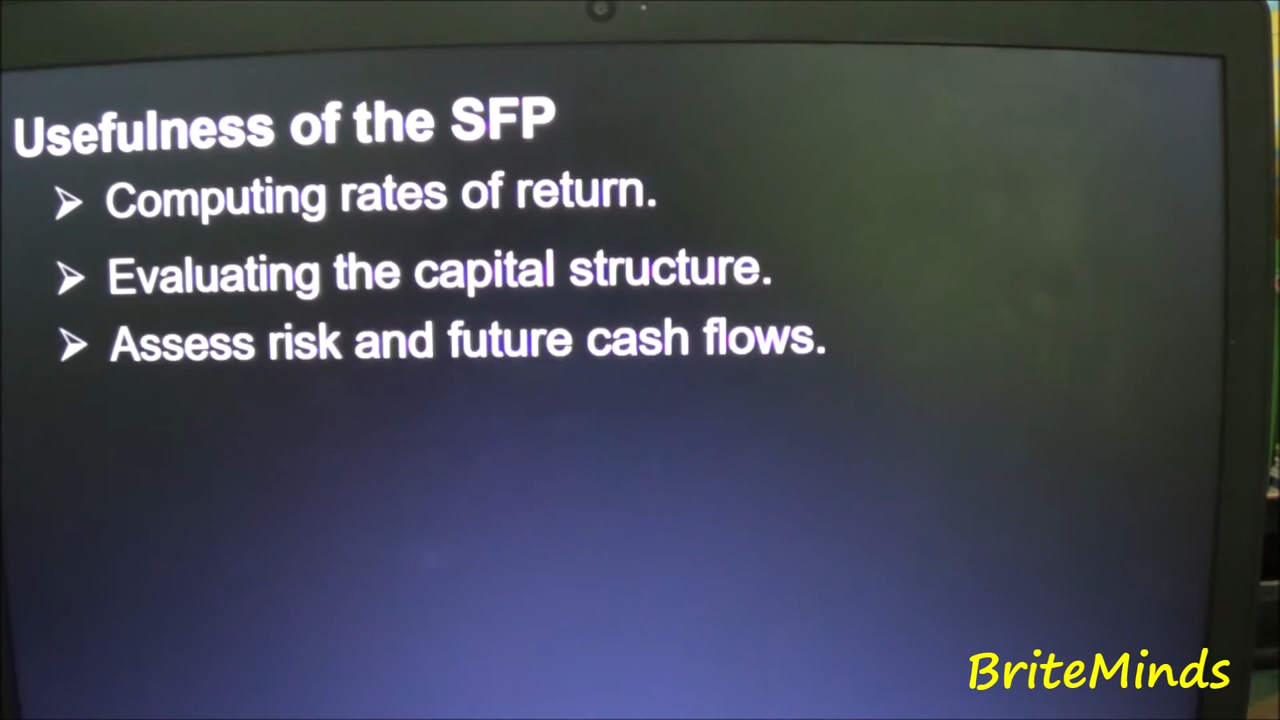 Usefulness of the SFP
➢ Computing rates of return.
➢ Evaluating the capital structure.
➢ Assess risk and future cash flows.
BriteMinds